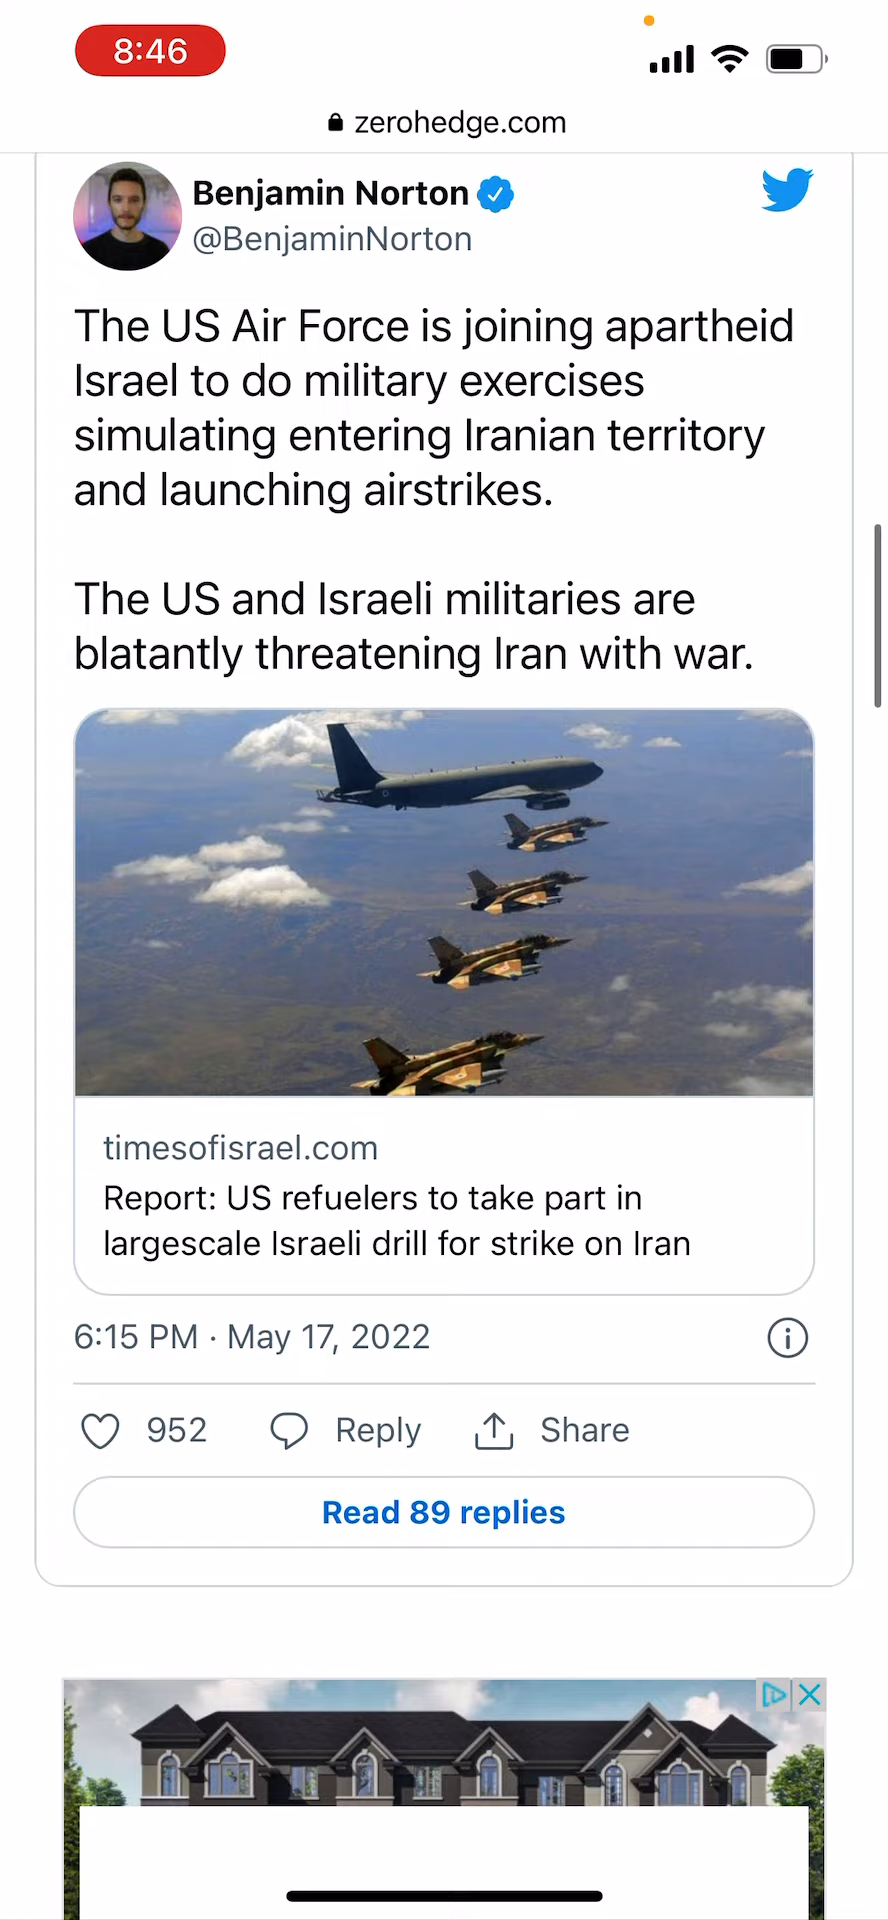 8:46
zerohedge.com
Benjamin Norton
@BenjaminNorton
The US Air Force is joining apartheid
Israel to do military exercises
simulating entering Iranian territory
and launching airstrikes.
The US and Israeli militaries are
blatantly threatening Iran with war.
timesofisrael.com
Report: US refuelers to take part in
largescale Israeli drill for strike on Iran
6:15 PM · May 17, 2022
952 Reply Share
Read 89 replies